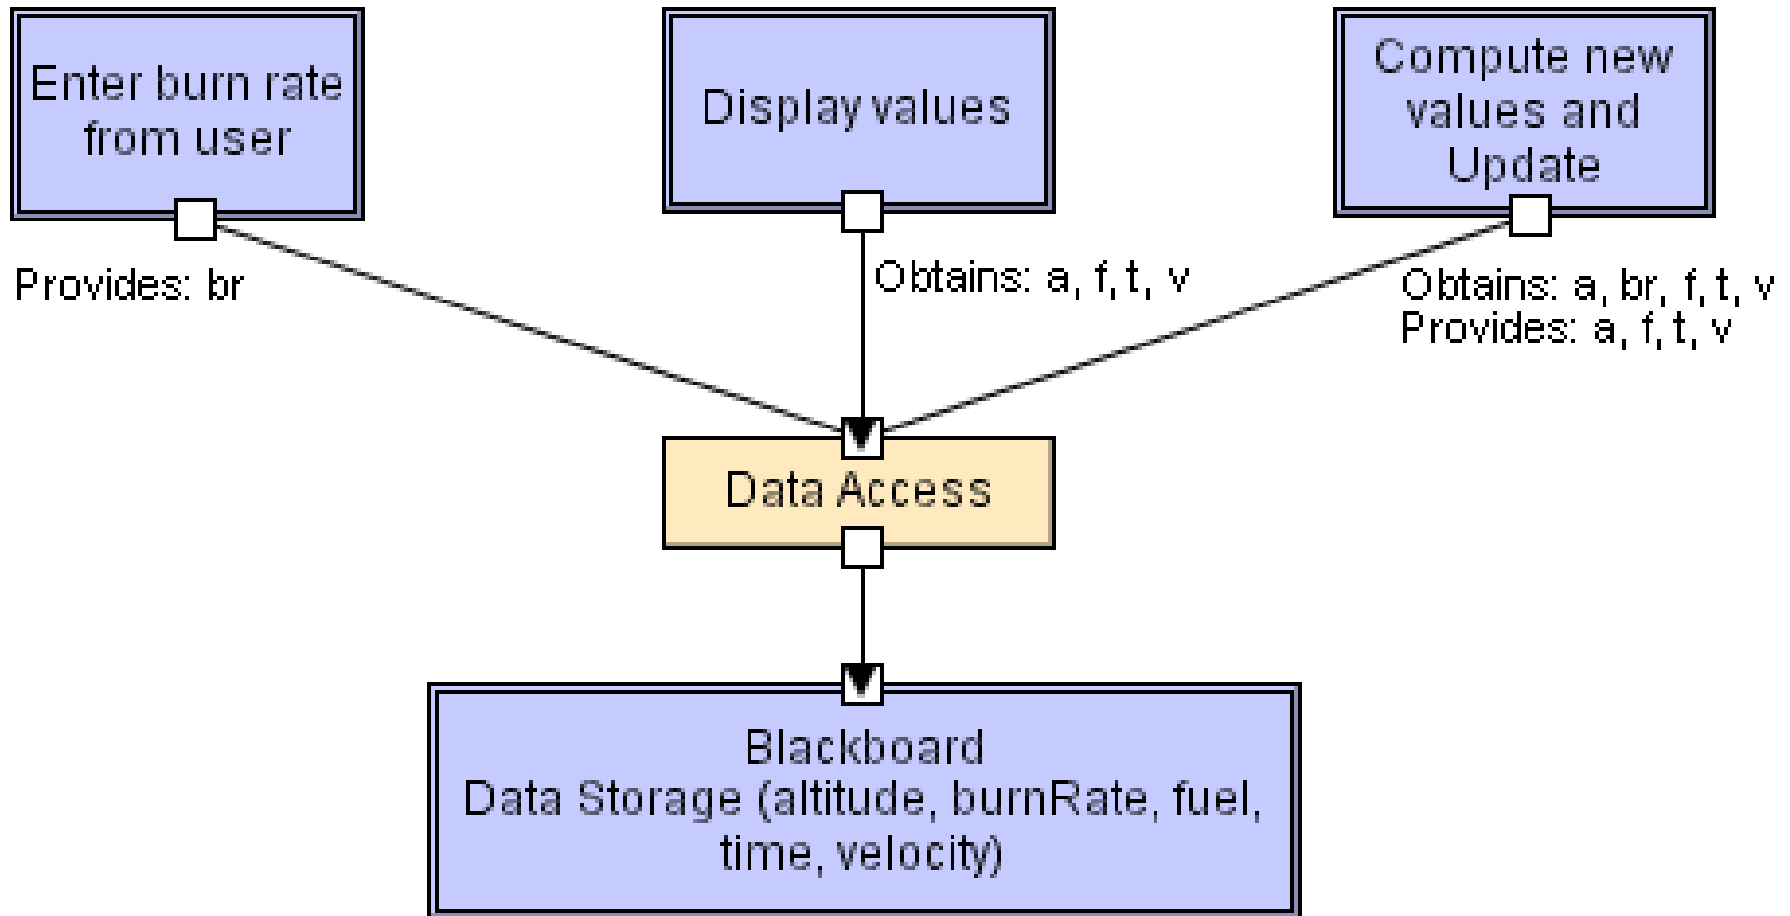 Enter burn rate
from user
Display values
Compute new
values and
Update
Provides: br
Obtains: a, f, t, v
Obtains: a, br, f, t, v
Provides: a, f, t, v
Data Access
Blackboard
Data Storage (altitude, burnRate, fuel,
time, velocity)